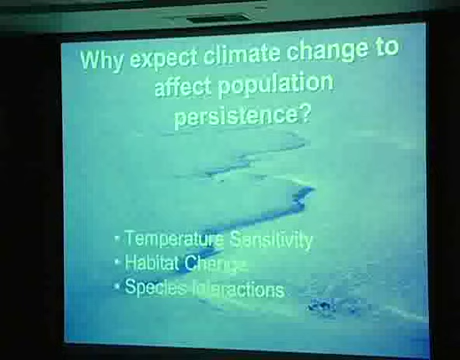 Why expect climate change to
affect population
persistence?
• Temperature Sensitivity
• Habitat Change
• Species Interactions